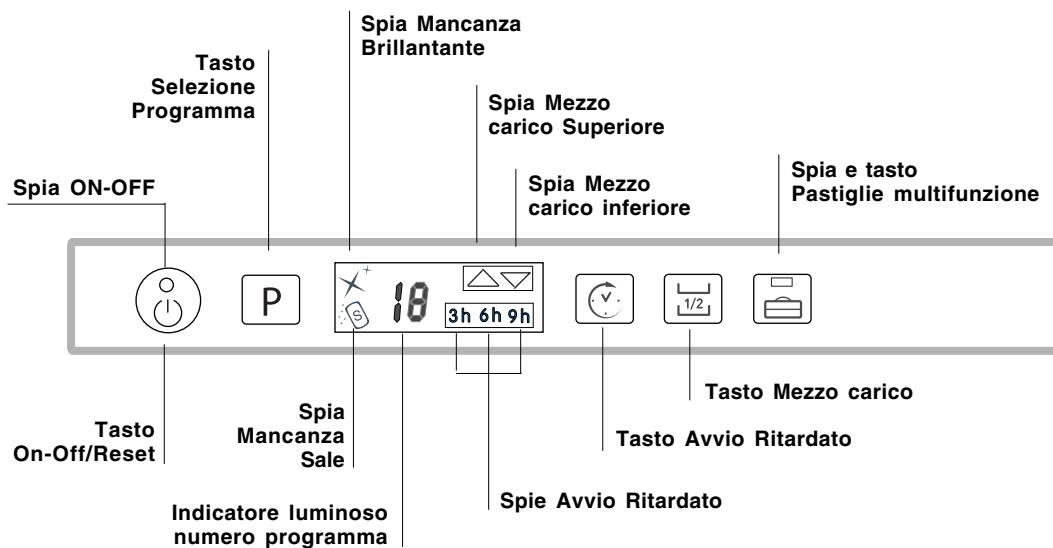 Spia Mancanza
Brillantante
Tasto
Selezione
Programma
Spia Mezzo
carico Superiore
Spia ON-OFF
Spia Mezzo
carico inferiore
Spia e tasto
Pastiglie multifunzione
P
18
S
3h 6h 9h
1/2
Tasto
On-Off/Reset
Spia
Mancanza
Sale
Tasto Mezzo carico
Tasto Avvio Ritardato
Indicatore luminoso
numero programma
Spie Avvio Ritardato